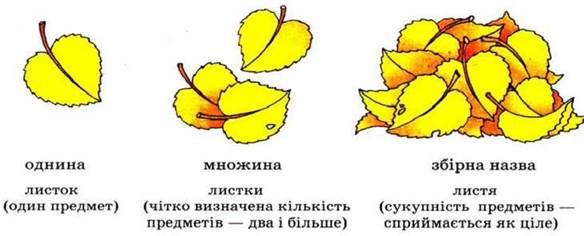 однина
листок
(один предмет)
множина
листки
(чітко визначена кількість
предметів — два і більше)
збірна назва
листя
(сукупність предметів —
сприймається як ціле)